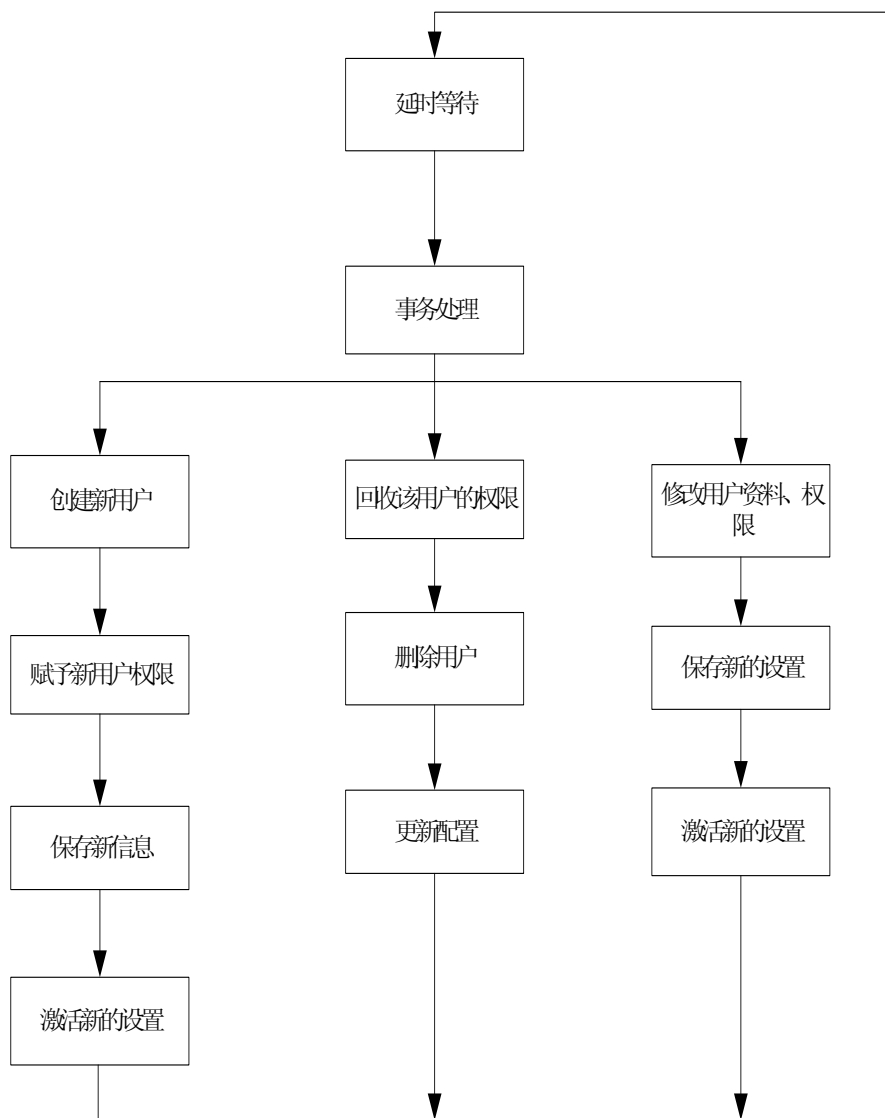 延时等待
事务处理
创建新用户
回收该用户的权限
修改用户资料、权
限
赋予新用户权限
删除用户
保存新的设置
保存新信息
更新配置
激活新的设置
激活新的设置